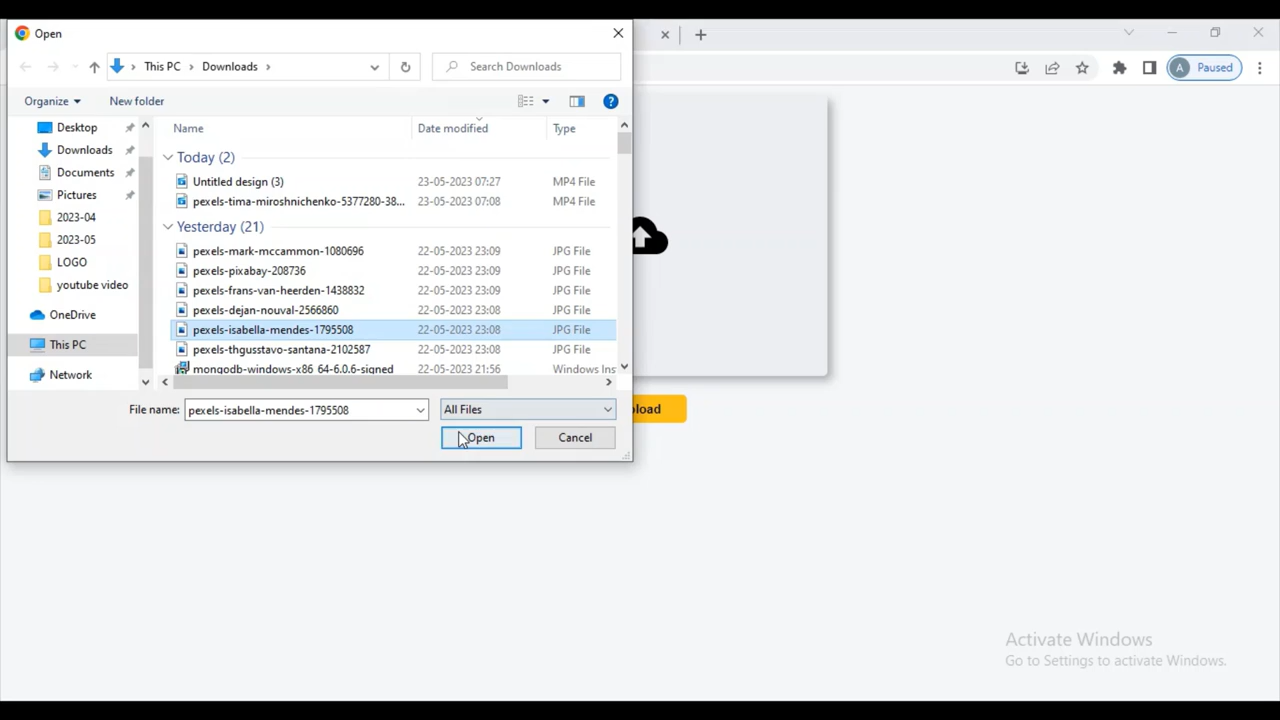 Open
This PC > Downloads >
Search Downloads
A Paused
Organize
New folder
?
Desktop
Downloads
Documents
Pictures
2023-04
2023-05
LOGO
youtube video
OneDrive
This PC
Network
Name Date modified Type
Today (2)
Untitled design (3) 23-05-2023 07:27 MP4 File
pexels-tima-miroshnichenko-5377280-38... 23-05-2023 07:08 MP4 File
Yesterday (21)
pexels-mark-mccammon-1080696 22-05-2023 23:09 JPG File
pexels-pixabay-208736 22-05-2023 23:09 JPG File
pexels-frans-van-heerden-1438832 22-05-2023 23:09 JPG File
pexels-dejan-nouval-2566860 22-05-2023 23:08 JPG File
pexels-isabella-mendes-1795508 22-05-2023 23:08 JPG File
pexels-thgusstavo-santana-2102587 22-05-2023 23:08 JPG File
mongodb-windows-x86_64-6.0.6-signed 22-05-2023 21:56 Windows Ins
File name: pexels-isabella-mendes-1795508 All Files
Open Cancel
load
Activate Windows
Go to Settings to activate Windows.